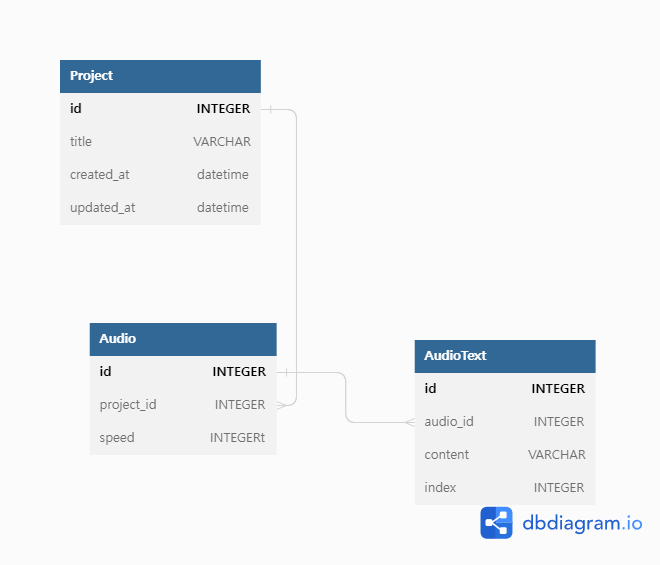 Project
id INTEGER
title VARCHAR
created_at datetime
updated_at datetime
Audio
id INTEGER
project_id INTEGER
speed INTEGERt
AudioText
id INTEGER
audio_id INTEGER
content VARCHAR
index INTEGER
dbdiagram.io